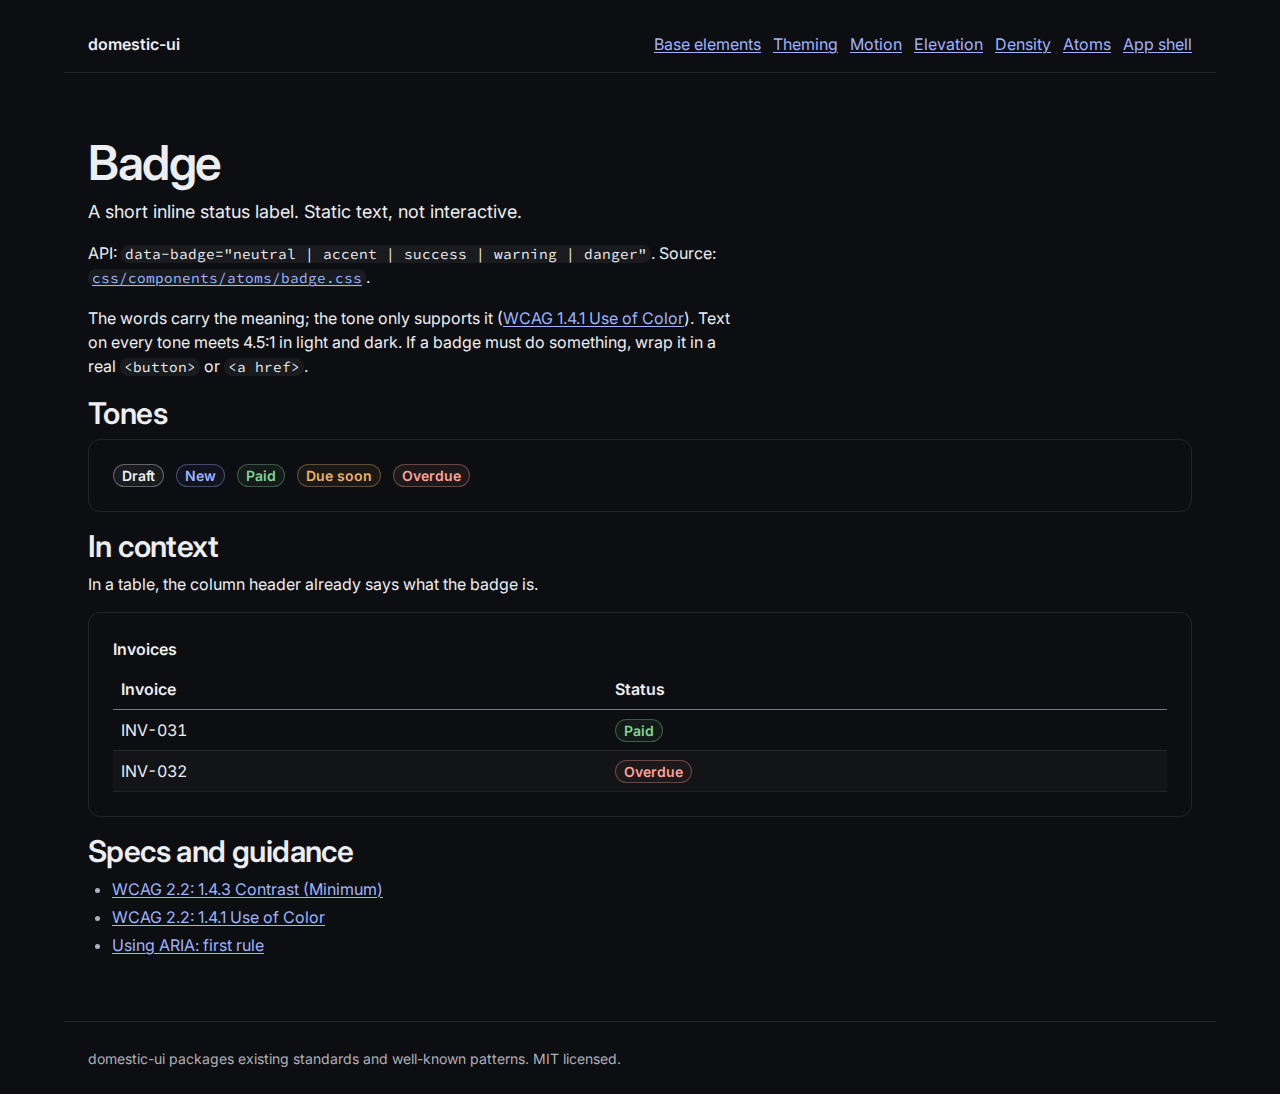 domestic-ui
Base elements Theming Motion Elevation Density Atoms App shell
Badge
A short inline status label. Static text, not interactive.
API: data-badge="neutral | accent | success | warning | danger". Source:
css/components/atoms/badge.css.
The words carry the meaning; the tone only supports it (WCAG 1.4.1 Use of Color). Text
on every tone meets 4.5:1 in light and dark. If a badge must do something, wrap it in a
real <button> or <a href>.
Tones
Draft New Paid Due soon Overdue
In context
In a table, the column header already says what the badge is.
Invoices
Invoice Status
INV-031 Paid
INV-032 Overdue
Specs and guidance
WCAG 2.2: 1.4.3 Contrast (Minimum)
WCAG 2.2: 1.4.1 Use of Color
Using ARIA: first rule
domestic-ui packages existing standards and well-known patterns. MIT licensed.